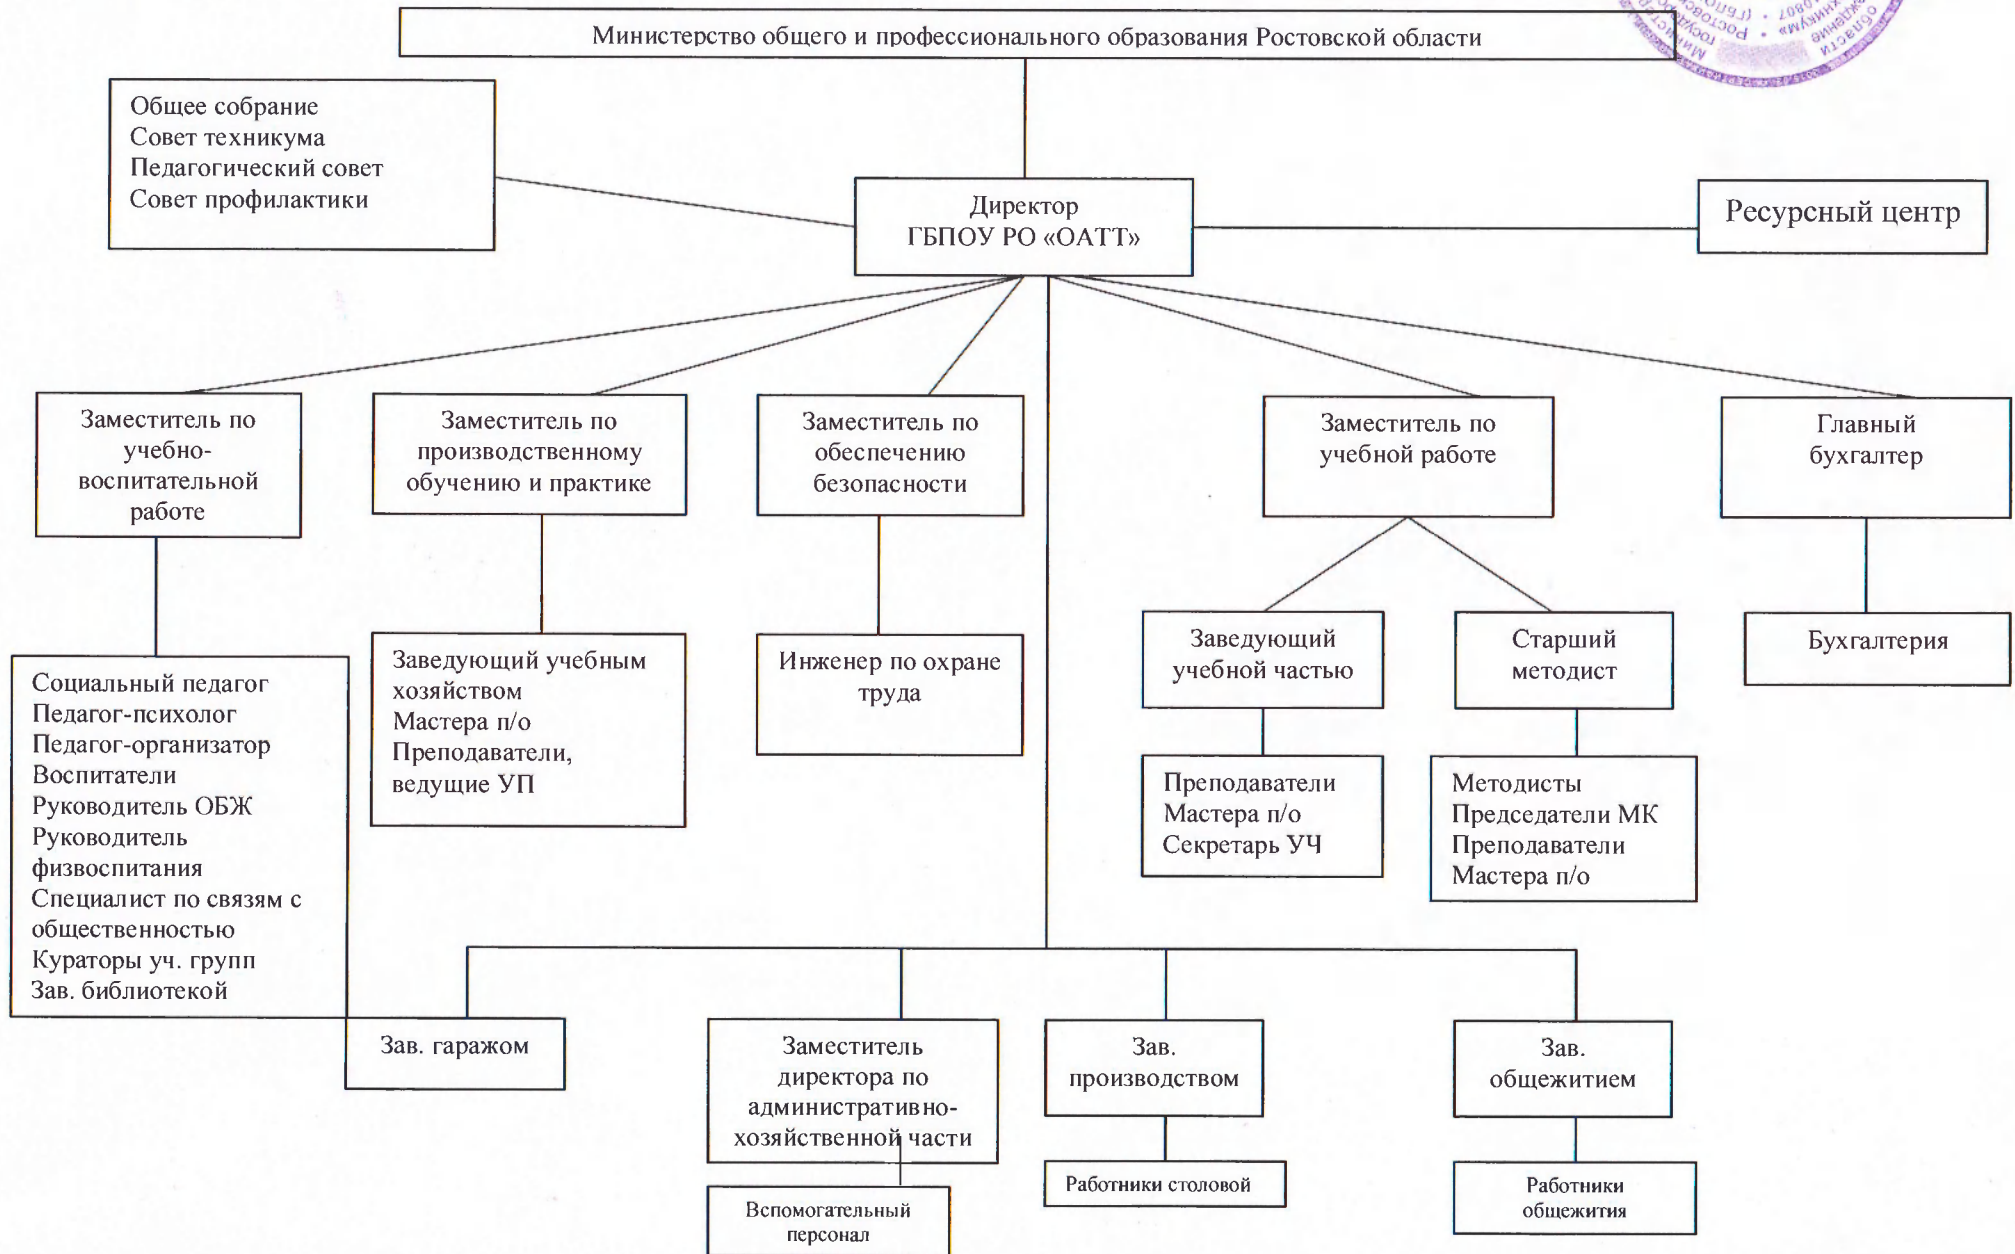 Министерство общего и профессионального образования Ростовской области
Общее собрание
Совет техникума
Педагогический совет
Совет профилактики
Директор
ГБПОУ РО «ОАТТ»
Ресурсный центр
Заместитель по
учебно-
воспитательной
работе
Заместитель по
производственному
обучению и практике
Заместитель по
обеспечению
безопасности
Заместитель по
учебной работе
Главный
бухгалтер
Социальный педагог
Педагог-психолог
Педагог-организатор
Воспитатели
Руководитель ОБЖ
Руководитель
физвоспитания
Специалист по связям с
общественностью
Кураторы уч. групп
Зав. библиотекой
Заведующий учебным
хозяйством
Мастера п/о
Преподаватели,
ведущие УП
Инженер по охране
труда
Заведующий
учебной частью
Старший
методист
Бухгалтерия
Преподаватели
Мастера п/о
Секретарь УЧ
Методисты
Председатели МК
Преподаватели
Мастера п/о
Зав. гаражом
Заместитель
директора по
административно-
хозяйственной части
Зав.
производством
Зав.
общежитием
Вспомогательный
персонал
Работники столовой
Работники
общежития